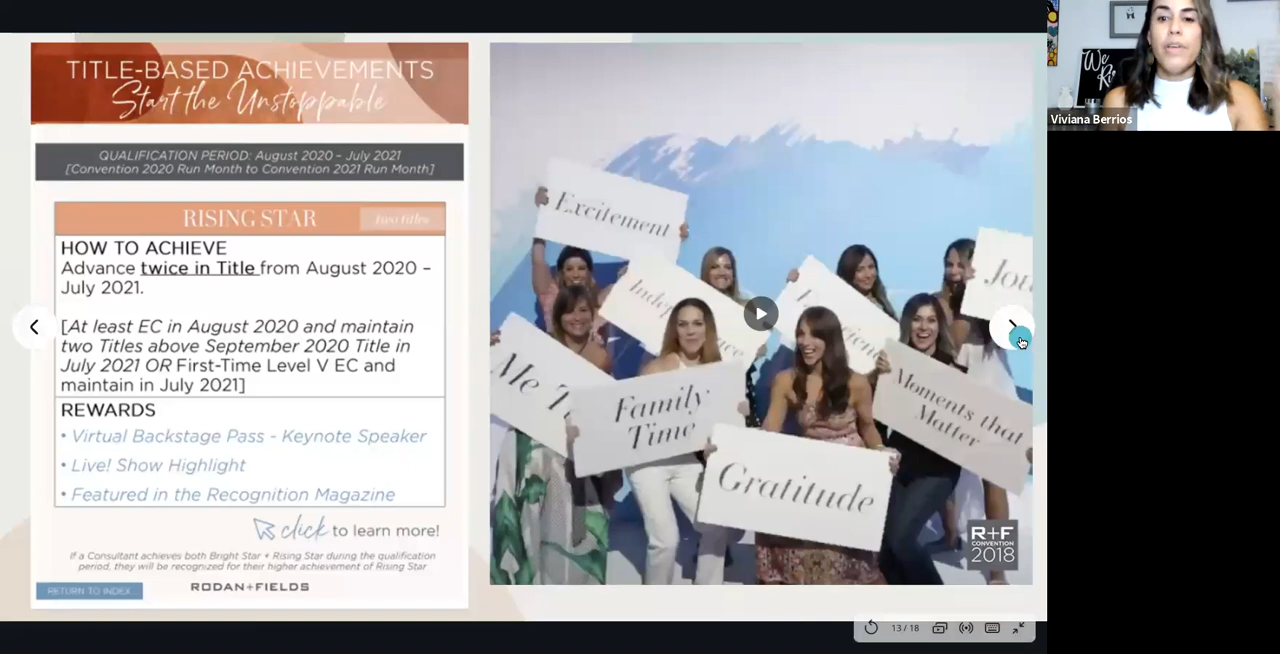 TITLE-BASED ACHIEVEMENTS
Start the Unstoppable
QUALIFICATION PERIOD: August 2020 – July 2021
[Convention 2020 Run Month to Convention 2021 Run Month]
RISING STAR
two titles
HOW TO ACHIEVE
Advance twice in Title from August 2020 –
July 2021.
[At least EC in August 2020 and maintain
two Titles above September 2020 Title in
July 2021 OR First-Time Level V EC and
maintain in July 2021]
REWARDS
• Virtual Backstage Pass - Keynote Speaker
• Live! Show Highlight
• Featured in the Recognition Magazine
click to learn more!
If a Consultant achieves both Bright Star + Rising Star during the qualification
period, they will be recognized for their higher achievement of Rising Star
RETURN TO INDEX
RODAN+FIELDS
Excitement
Me
Family
Time
Gratitude
Moments that
Matter
R+F
CONVENTION
2018
We
Viviana Berrios
13 / 18